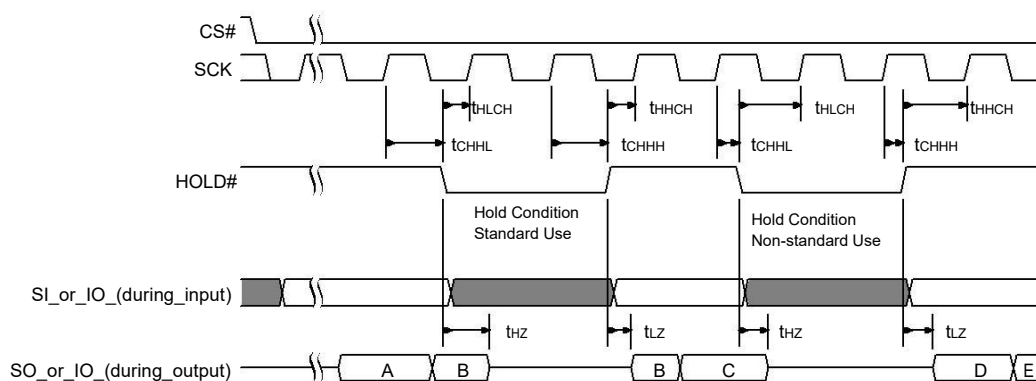 CS#
SCK
tHLCH tHHCH tHLCH tHHCH
tCHHL tCHHH tCHHL tCHHH
HOLD#
Hold Condition
Standard Use
Hold Condition
Non-standard Use
SI_or_IO_(during_input)
tHZ tLZ tHZ tLZ
SO_or_IO_(during_output)
A B B C D E